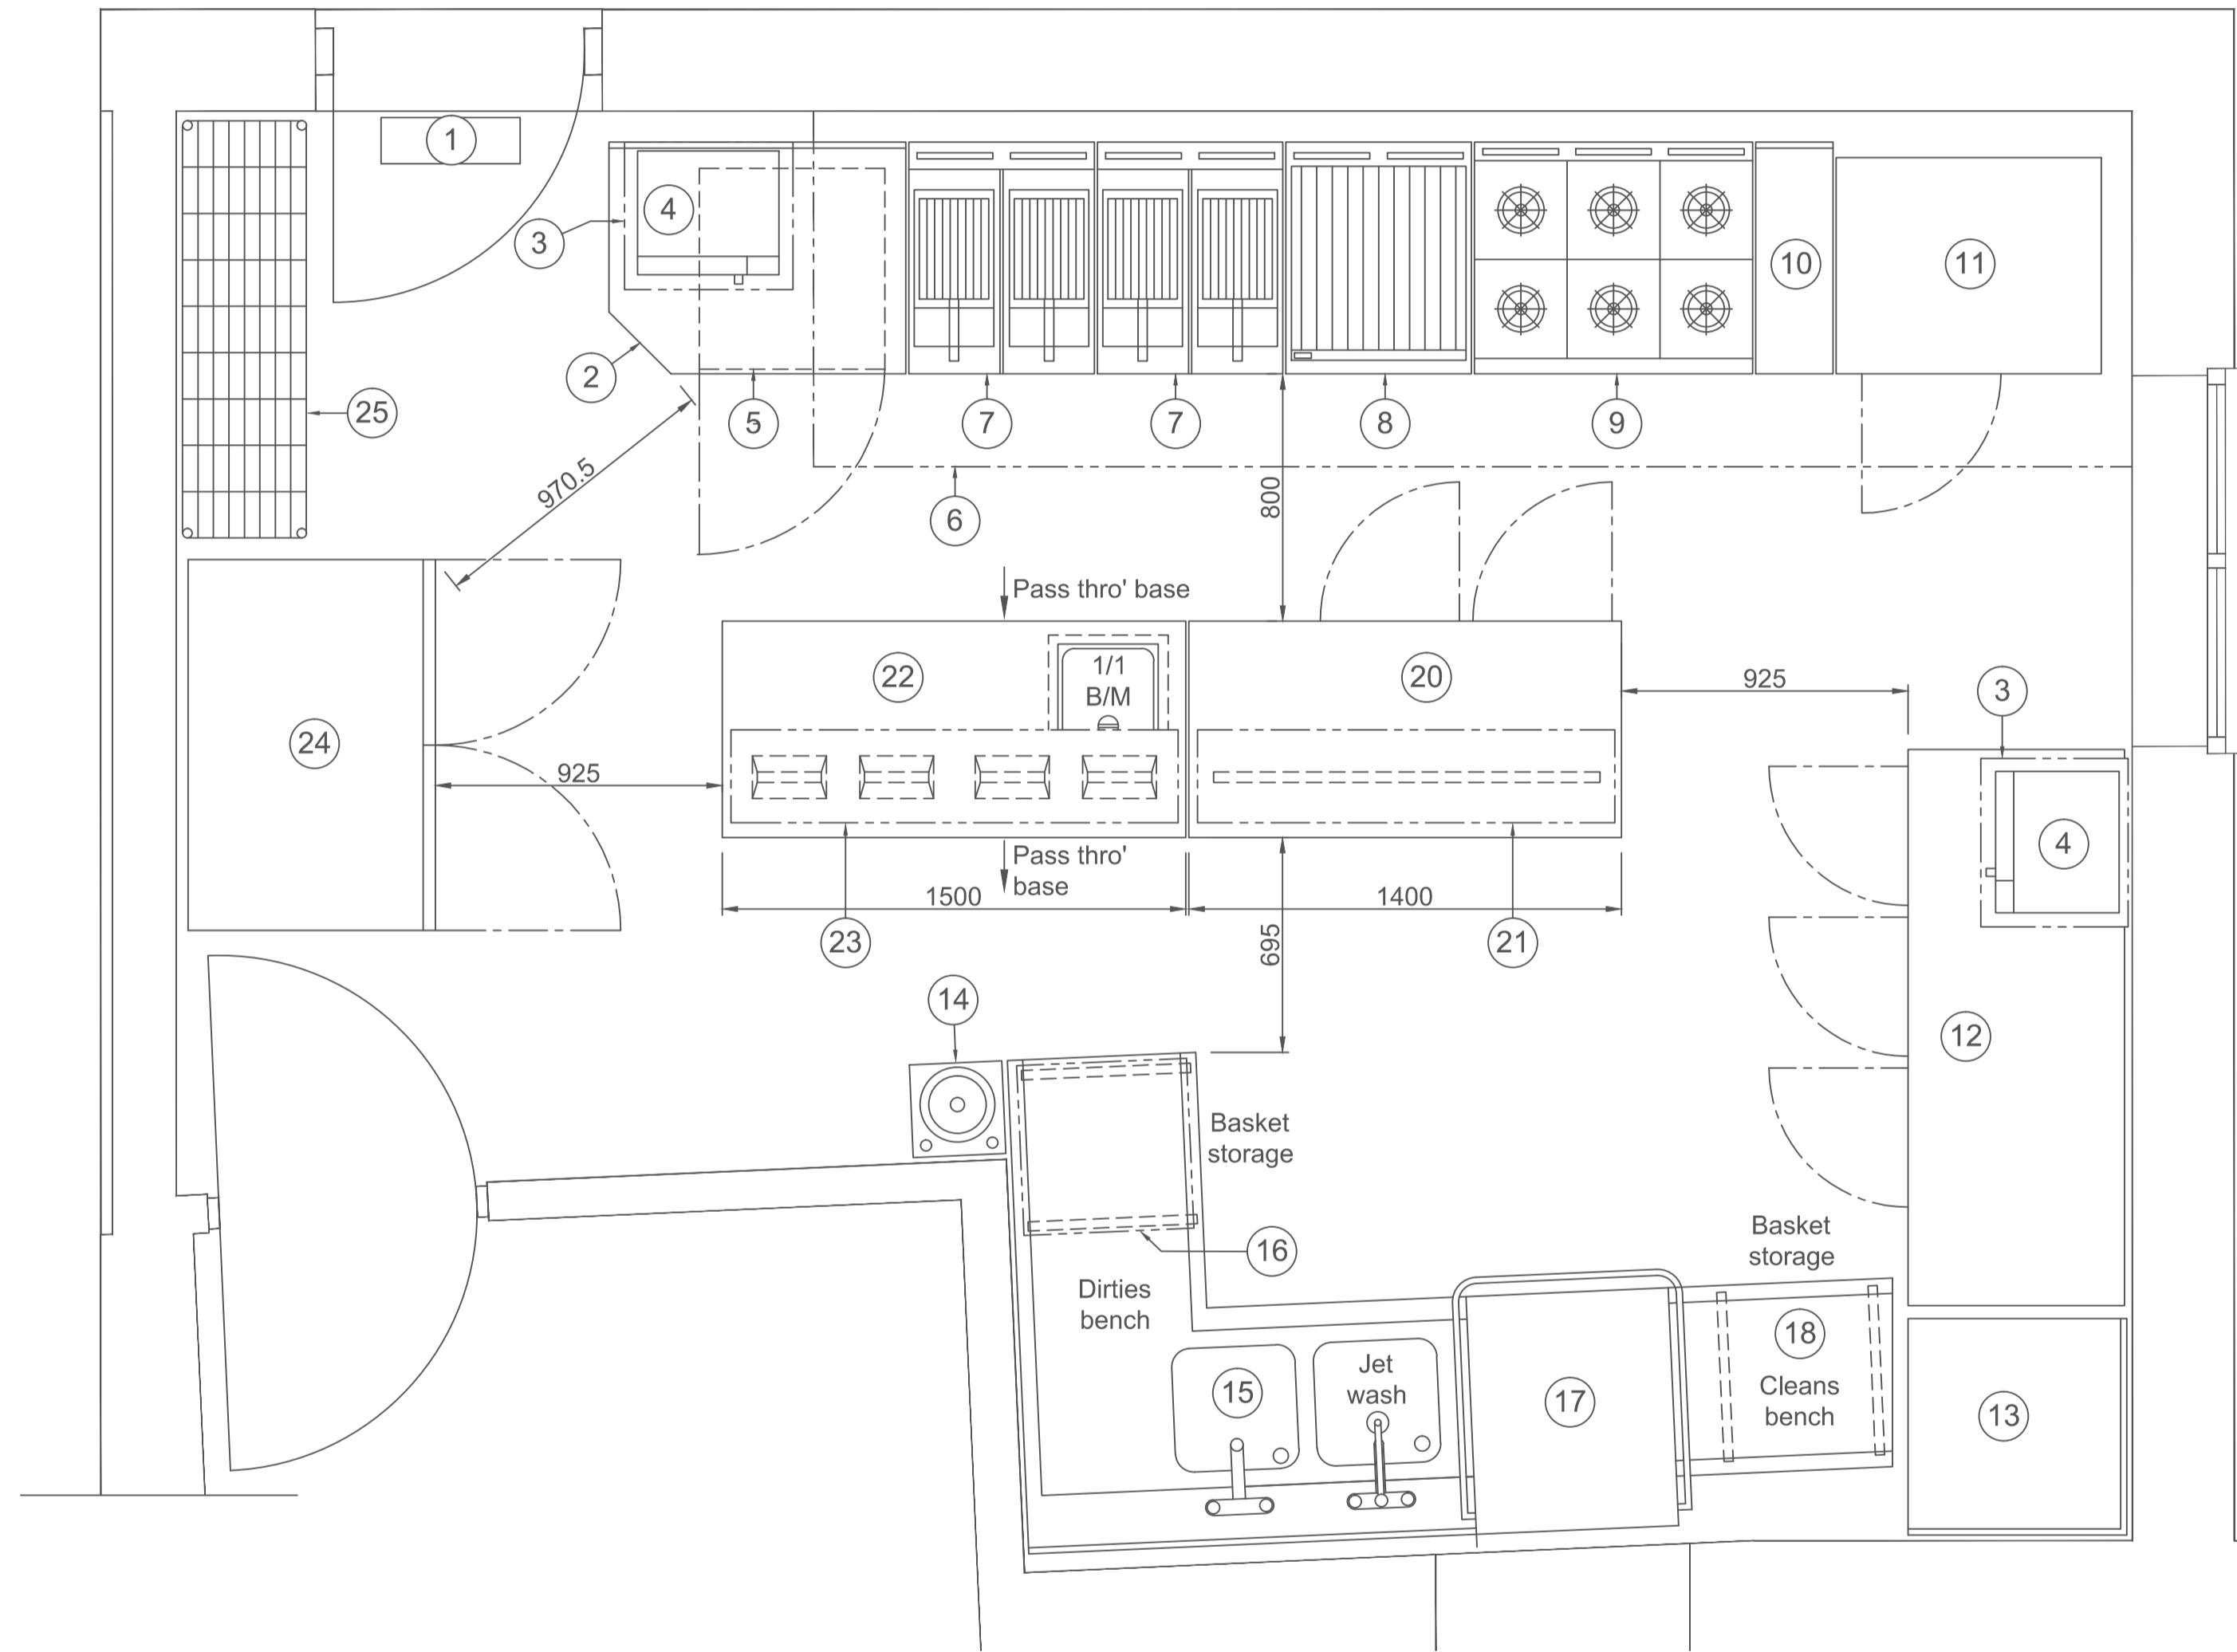 1
4
3
10
11
2
25
5
7
7
8
9
970.5
800
6
Pass thro' base
1/1
B/M
22
20
925
3
24
925
4
Pass thro'
base
1500
1400
23
695
21
14
12
Basket
storage
16
Basket
storage
Dirties
bench
18
Jet
wash
15
17
Cleans
bench
13